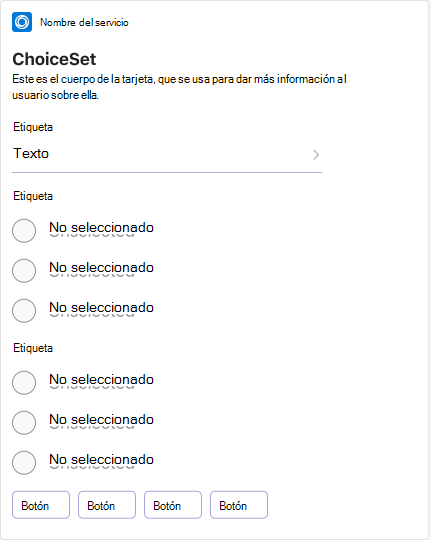 Nombre del servicio
ChoiceSet
Este es el cuerpo de la tarjeta, que se usa para dar más información al
usuario sobre ella.
Etiqueta
Texto
Etiqueta
No seleccionado
No seleccionado
No seleccionado
Etiqueta
No seleccionado
No seleccionado
No seleccionado
Botón Botón Botón Botón